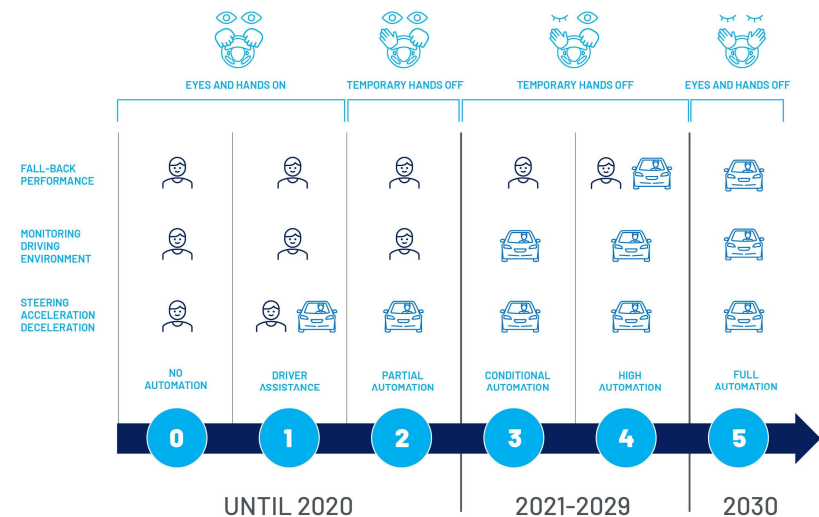 EYES AND HANDS ON
TEMPORARY HANDS OFF
TEMPORARY HANDS OFF
EYES AND HANDS OFF
FALL-BACK
PERFORMANCE
MONITORING
DRIVING
ENVIRONMENT
STEERING
ACCELERATION
DECELERATION
NO
AUTOMATION
DRIVER
ASSISTANCE
PARTIAL
AUTOMATION
CONDITIONAL
AUTOMATION
HIGH
AUTOMATION
FULL
AUTOMATION
0
1
2
3
4
5
UNTIL 2020
2021-2029
2030